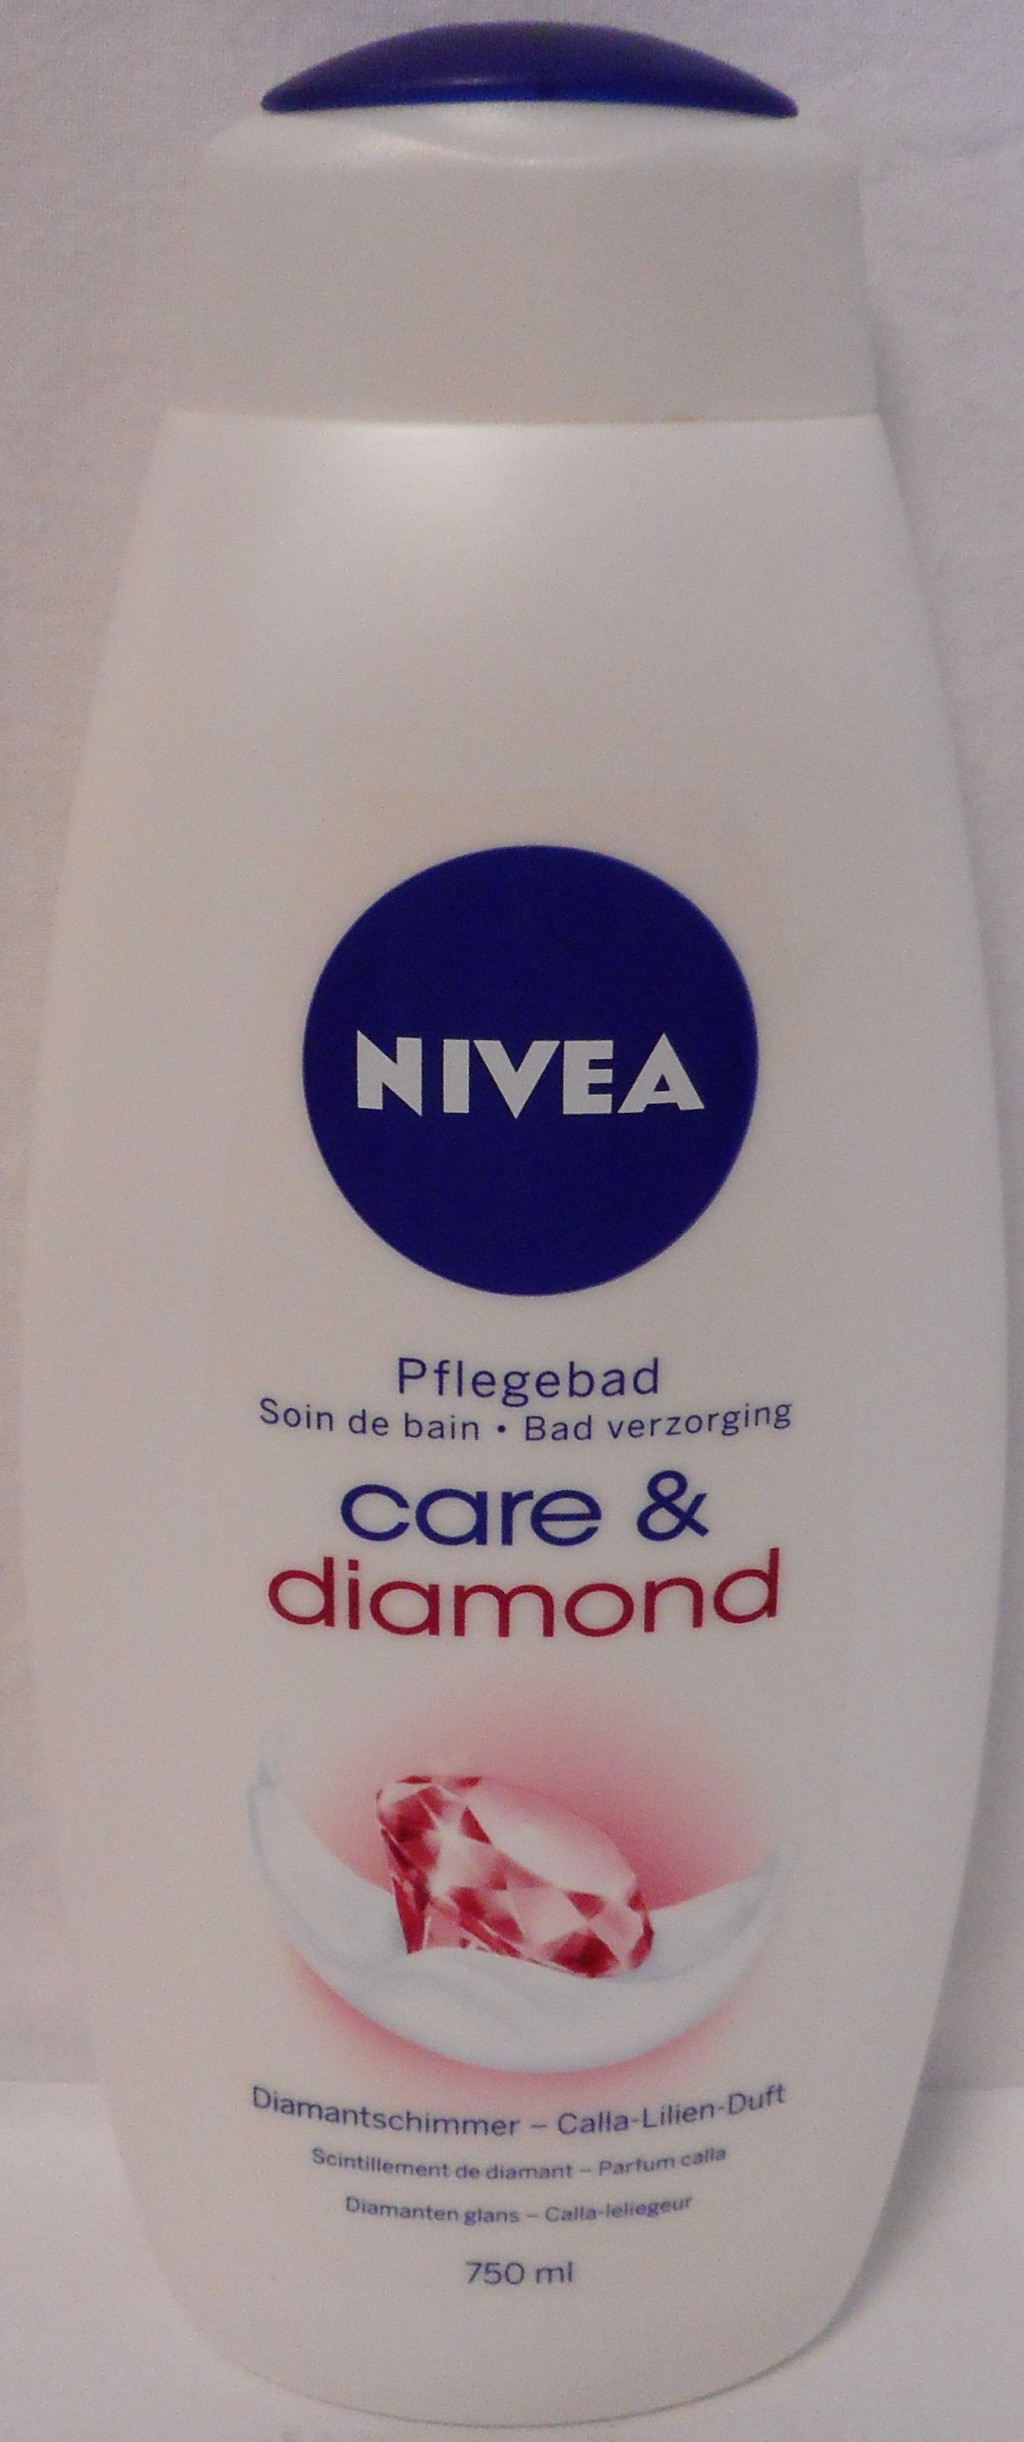 NIVEA
Pflegebad
Soin de bain • Bad verzorging
care &
diamond
Diamantschimmer – Calla-Lilien-Duft
Scintillement de diamant – Parfum calla
Diamanten glans – Calla-leliegeur
750 ml